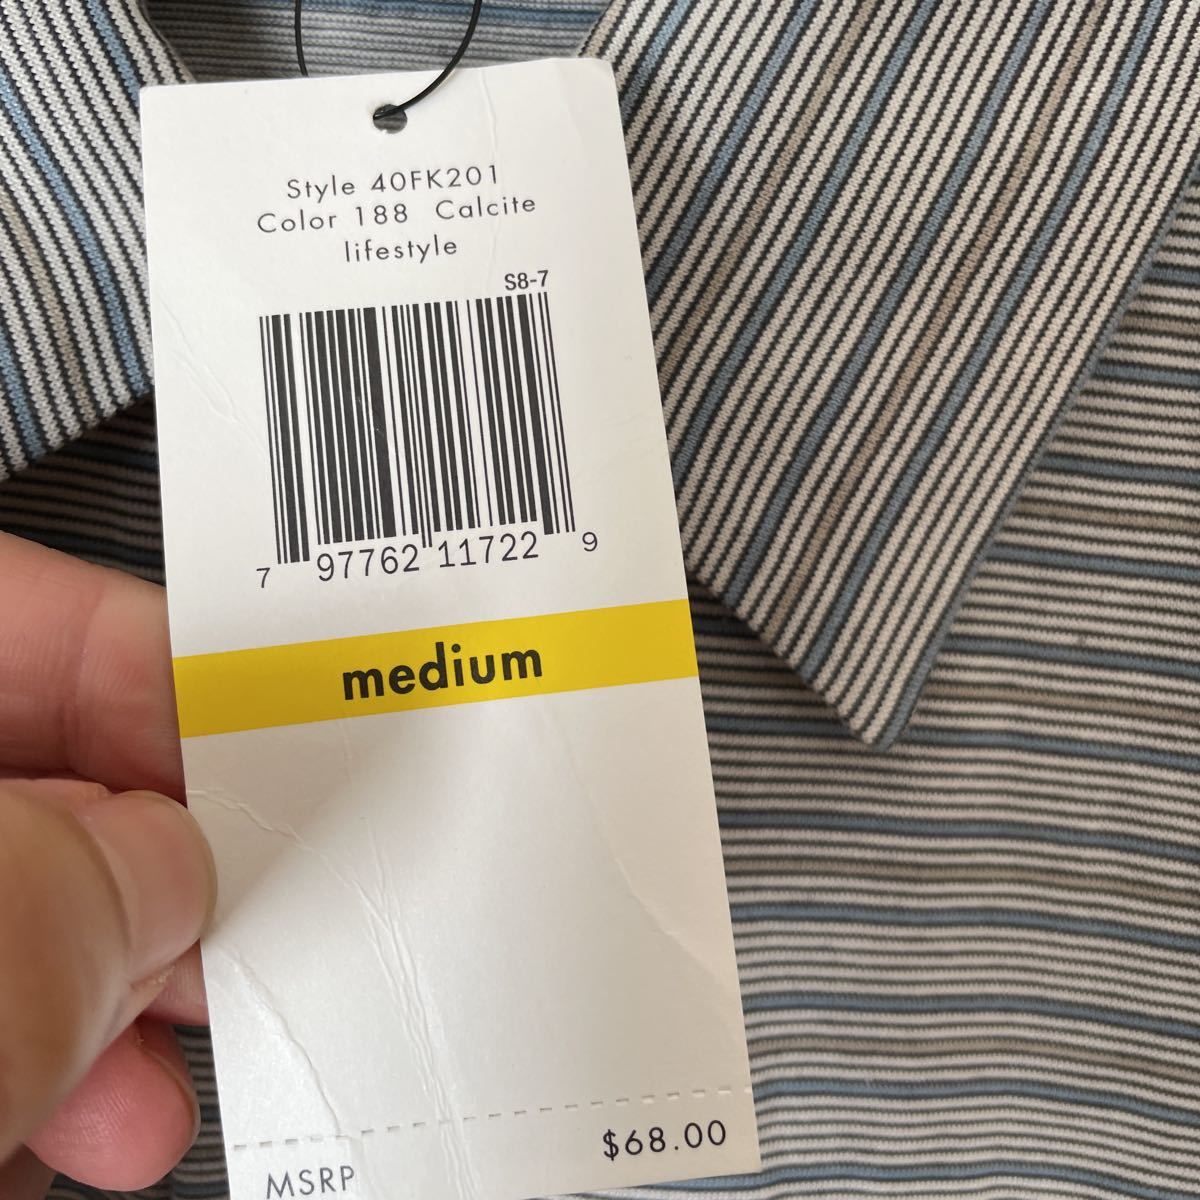 Style 40FK201
Color 188 Calcite
lifestyle
S8-7
7 97762 11722 9
medium
$68.00
MSRP